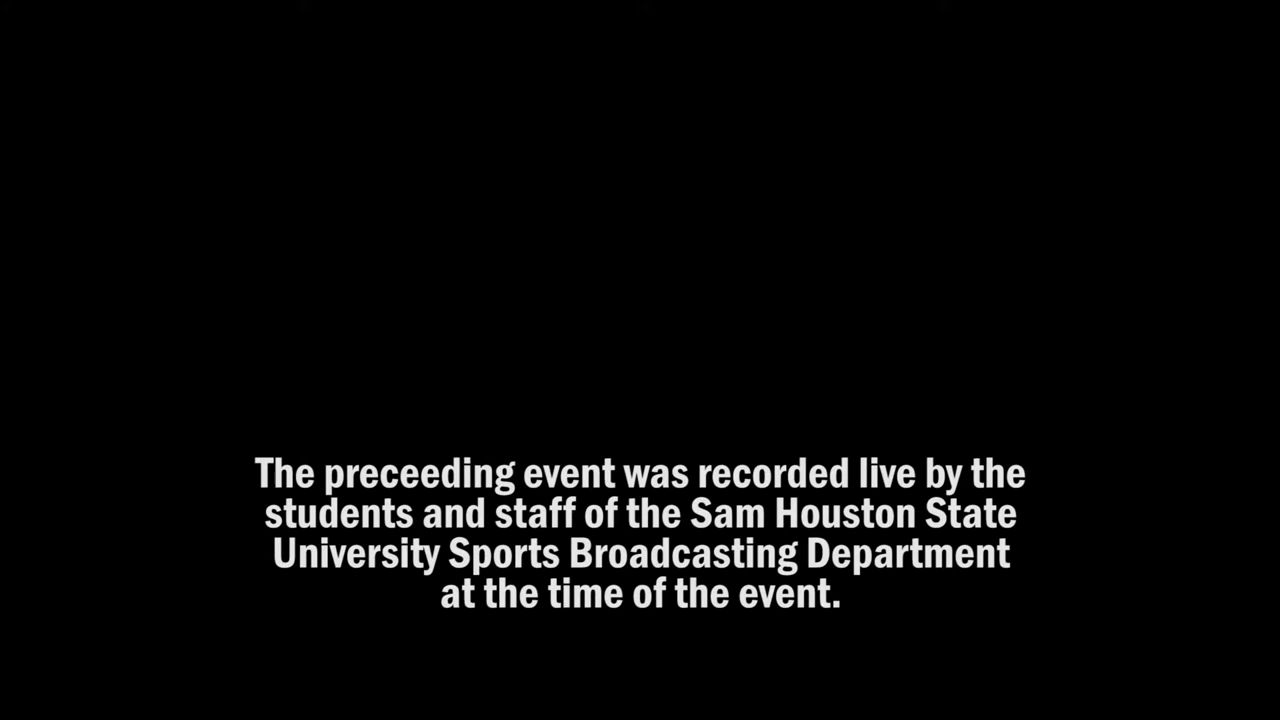 The preceeding event was recorded live by the
students and staff of the Sam Houston State
University Sports Broadcasting Department
at the time of the event.